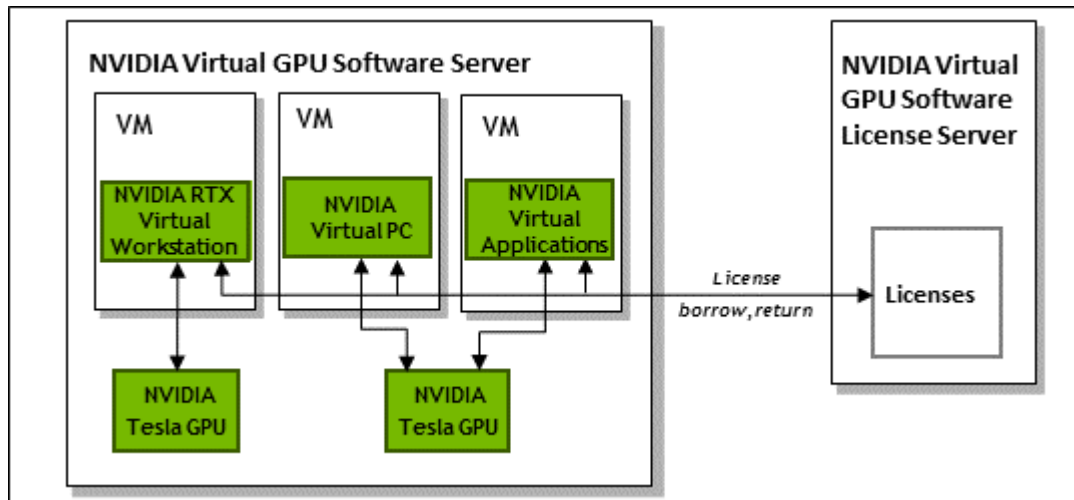 NVIDIA Virtual GPU Software Server
VM
NVIDIA RTX
Virtual
Workstation
VM
NVIDIA
Virtual PC
VM
NVIDIA
Virtual
Applications
NVIDIA
Tesla GPU
NVIDIA
Tesla GPU
License
borrow, return
NVIDIA Virtual
GPU Software
License Server
Licenses